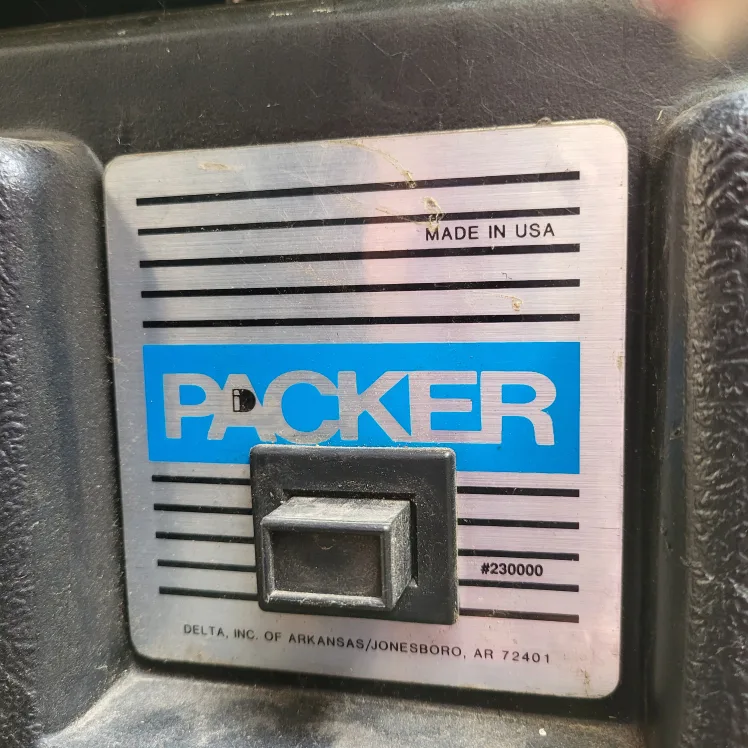 MADE IN USA
PACKER
#230000
DELTA, INC. OF ARKANSAS/JONESBORO, AR 72401